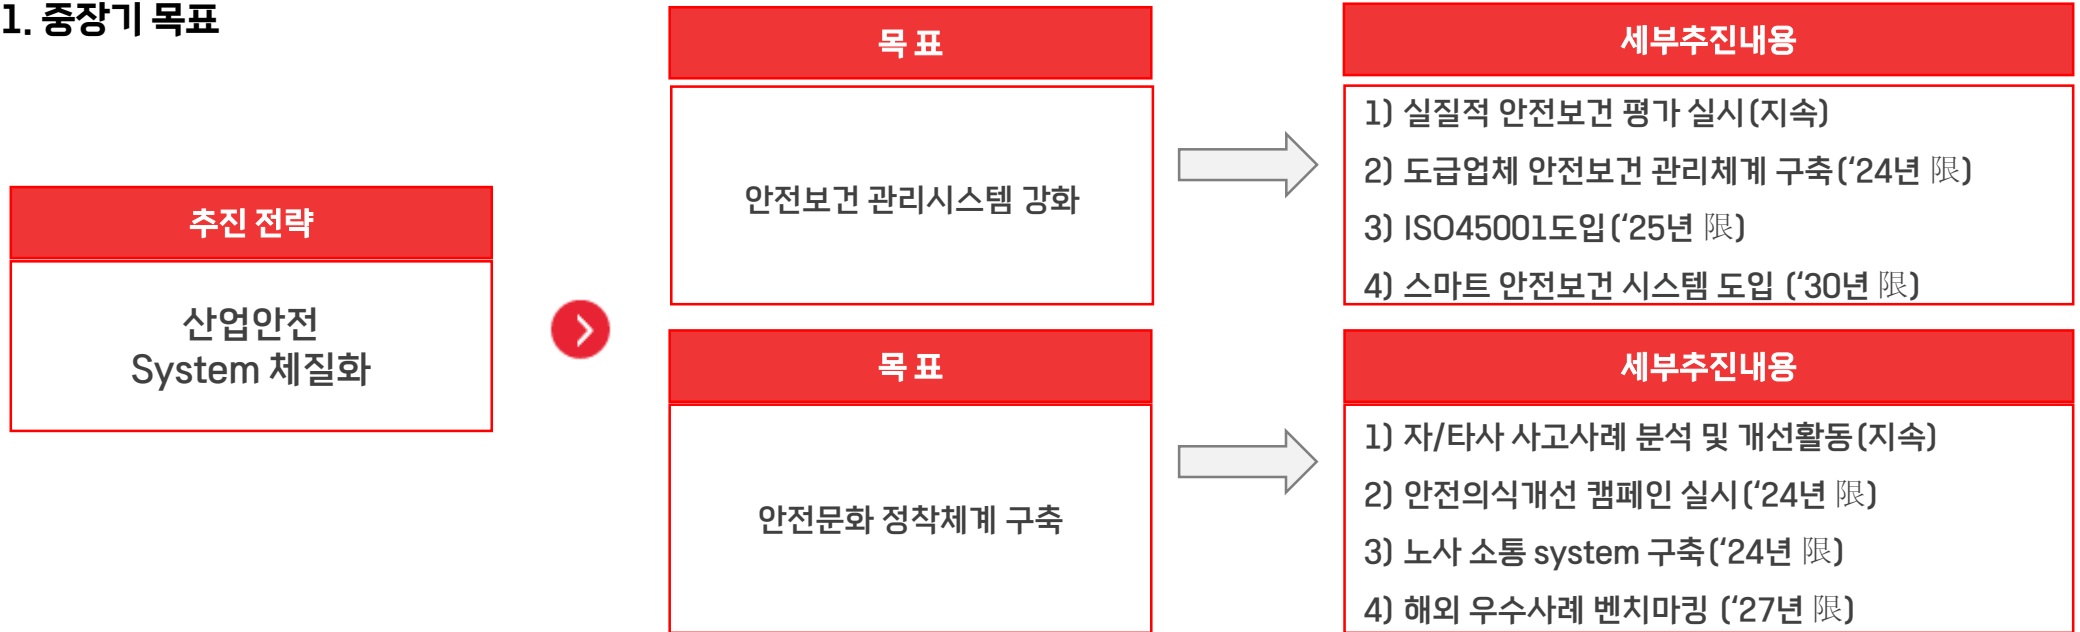 1. 중장기 목표
추진 전략
산업안전
System 체질화
목 표
안전보건 관리시스템 강화
세부추진내용
1) 실질적 안전보건 평가 실시(지속)
2) 도급업체 안전보건 관리체계 구축(‘24년 限)
3) ISO45001도입(‘25년 限)
4) 스마트 안전보건 시스템 도입 (‘30년 限)
목 표
안전문화 정착체계 구축
세부추진내용
1) 자/타사 사고사례 분석 및 개선활동(지속)
2) 안전의식개선 캠페인 실시(‘24년 限)
3) 노사 소통 system 구축(‘24년 限)
4) 해외 우수사례 벤치마킹 (‘27년 限)